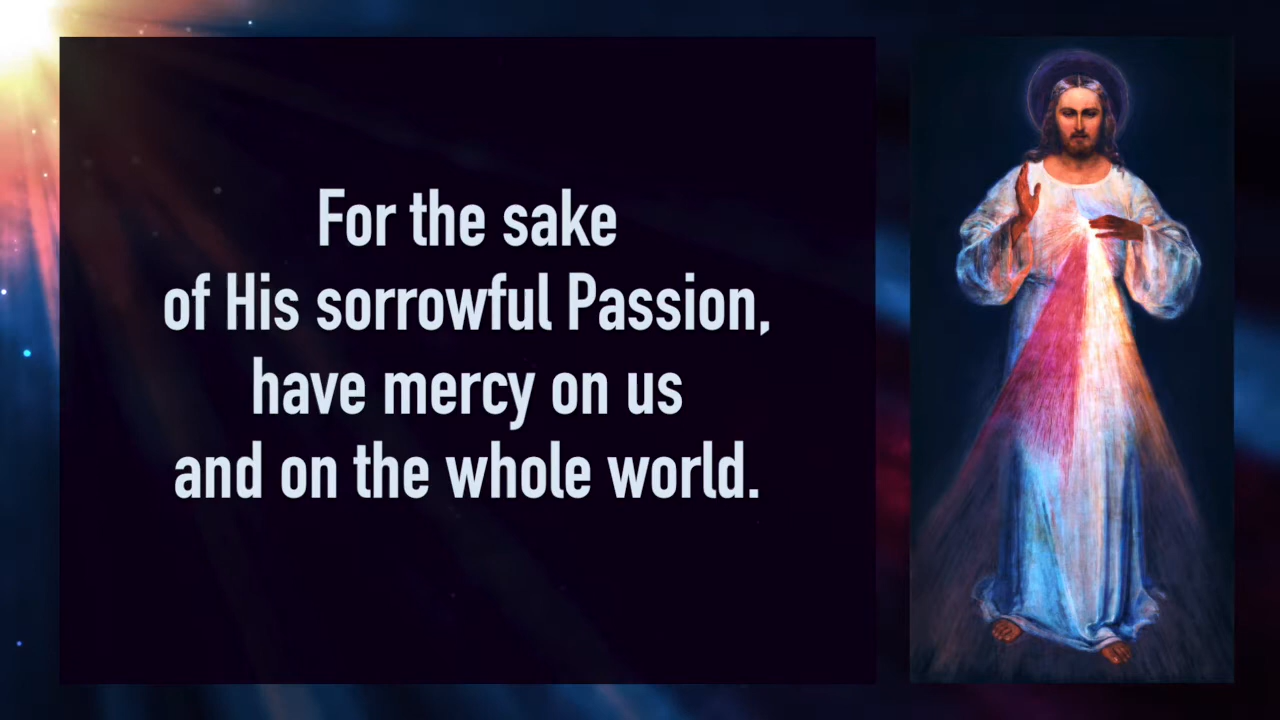 For the sake
of His sorrowful Passion,
have mercy on us
and on the whole world.